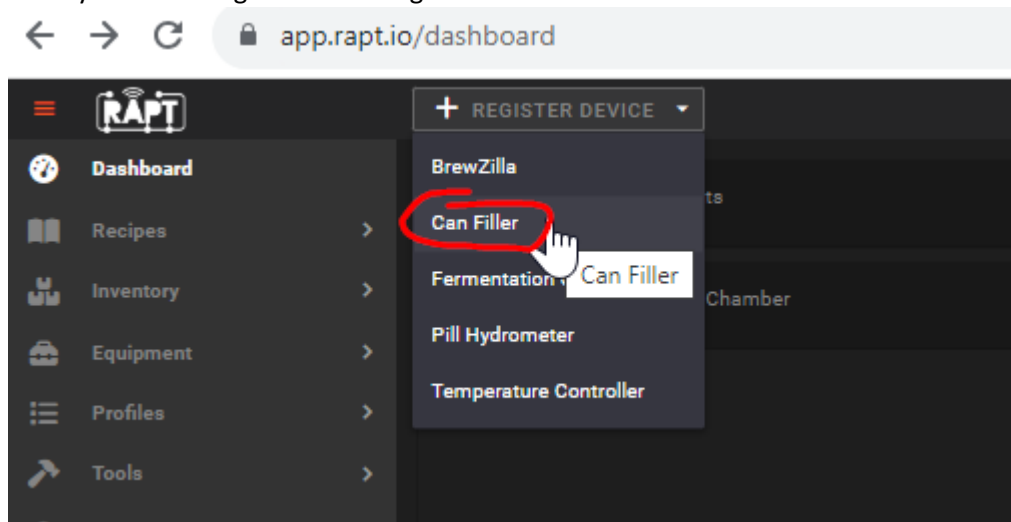 app.rapt.io/dashboard
RAPT
+ REGISTER DEVICE
Dashboard
Recipes
Inventory
Equipment
Profiles
Tools
BrewZilla
Can Filler
Fermentation
Can Filler
Pill Hydrometer
Temperature Controller
ts
Chamber